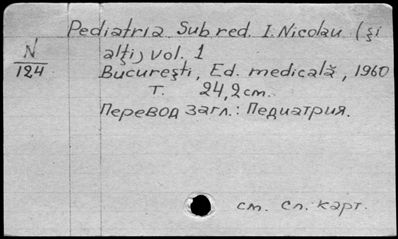 Pediatria. Sub red. I. Nicolau (şi
N
124
alţi) vol. 1
Bucureşti, Ed. medicală, 1960
T. 24,2 cm.
Перевод загл.: Педиатрия.
см. сл. карт.